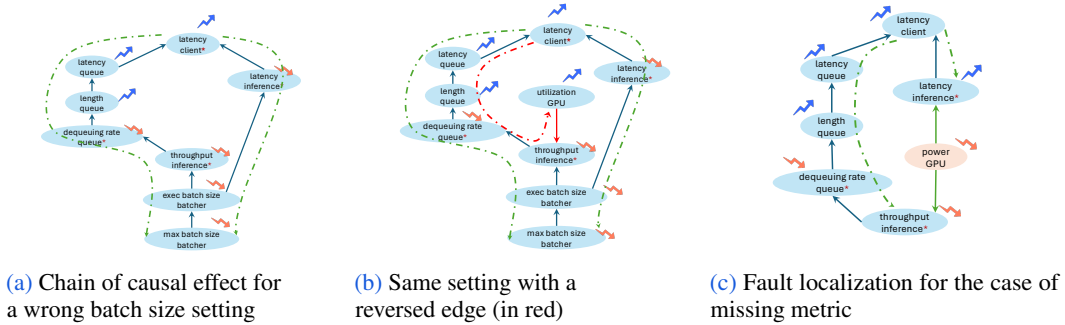 latency
client*
latency
queue
latency
inference*
length
queue
dequeuing rate
queue*
throughput
inference*
exec batch size
batcher
max batch size
batcher
latency
client*
latency
queue
latency
inference*
length
queue
utilization
GPU
dequeuing rate
queue*
throughput
inference*
exec batch size
batcher
max batch size
batcher
latency
client
latency
queue
latency
inference*
length
queue
power
GPU
dequeuing rate
queue*
throughput
inference*
(a) Chain of causal effect for
a wrong batch size setting
(b) Same setting with a
reversed edge (in red)
(c) Fault localization for the case of
missing metric